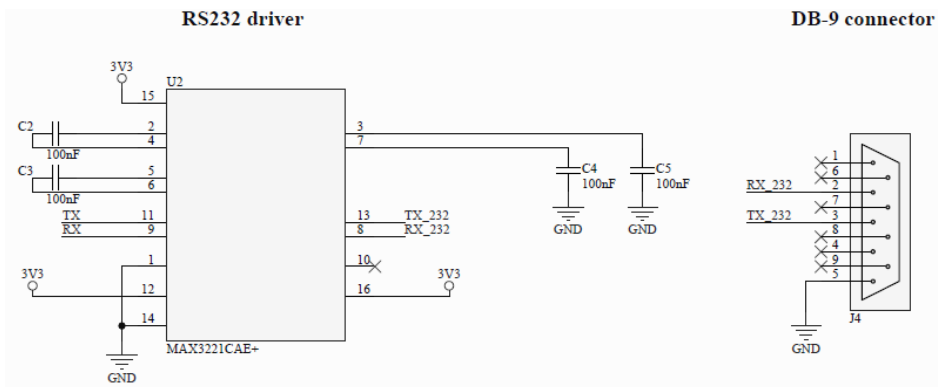 RS232 driver
DB-9 connector
3V3
U2
15
C2
2
4
100nF
C3
5
6
100nF
TX
11
RX
9
1
3V3
12
14
GND
MAX3221CAE+
3
7
C4
100nF
GND
C5
100nF
GND
13
TX_232
8
RX_232
10
16
3V3
1
6
RX_232
2
7
TX_232
3
8
4
9
5
GND
J4